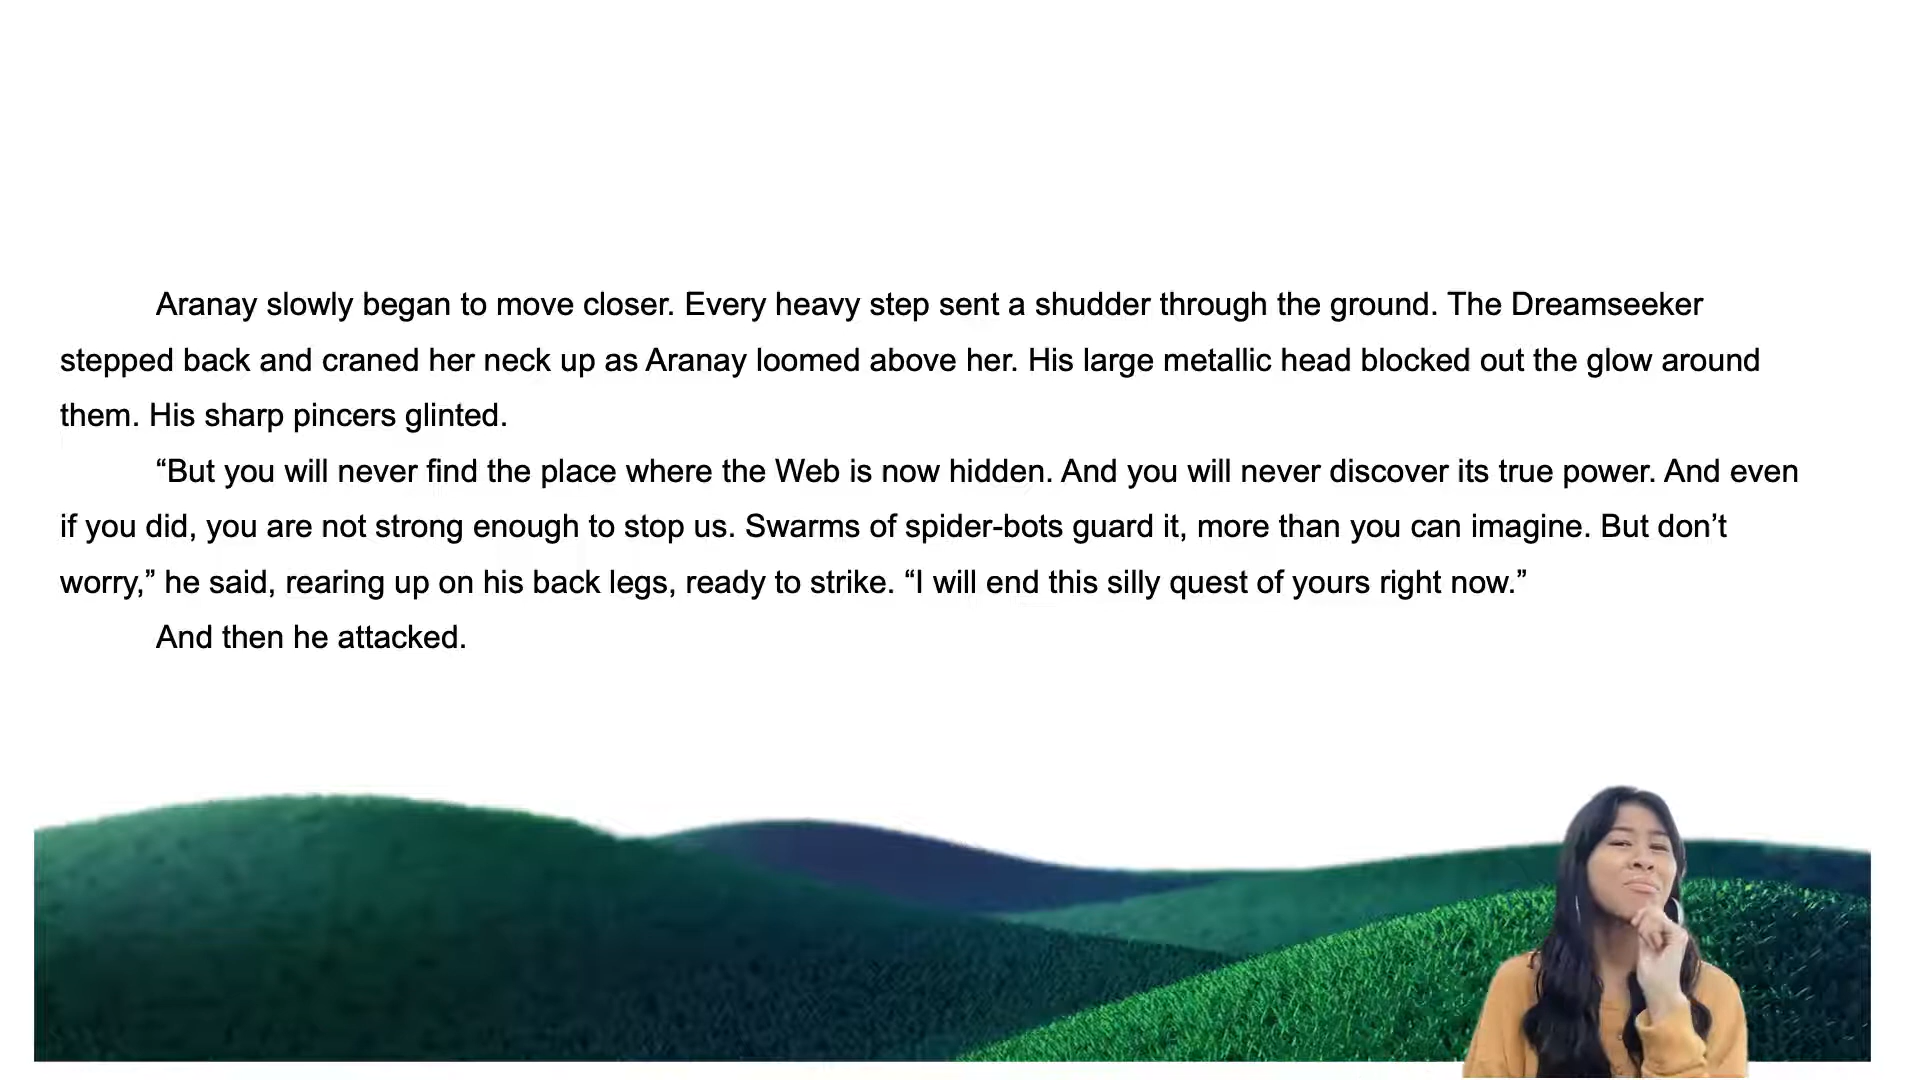 Aranay slowly began to move closer. Every heavy step sent a shudder through the ground. The Dreamseeker
stepped back and craned her neck up as Aranay loomed above her. His large metallic head blocked out the glow around
them. His sharp pincers glinted.
“But you will never find the place where the Web is now hidden. And you will never discover its true power. And even
if you did, you are not strong enough to stop us. Swarms of spider-bots guard it, more than you can imagine. But don’t
worry,” he said, rearing up on his back legs, ready to strike. “I will end this silly quest of yours right now.”
And then he attacked.